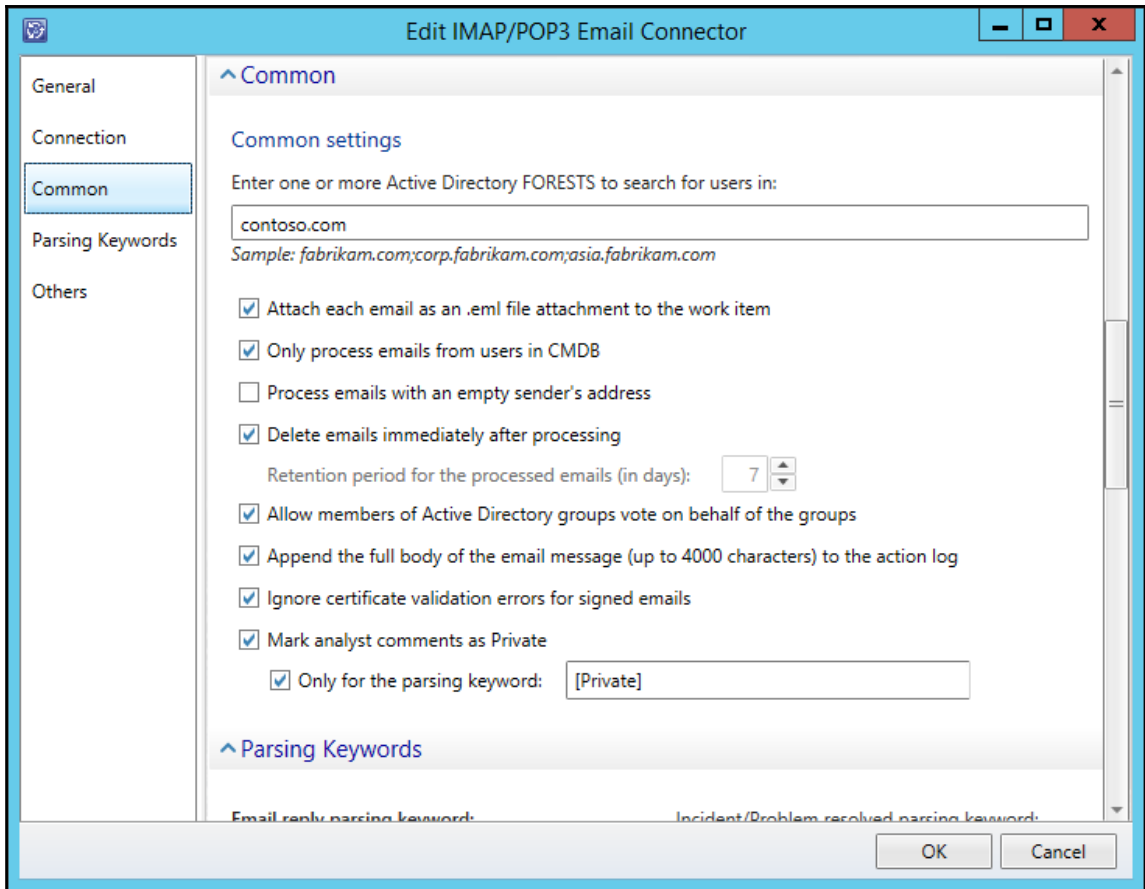 Edit IMAP/POP3 Email Connector
General
Connection
Common
Parsing Keywords
Others
Common
Common settings
Enter one or more Active Directory FORESTS to search for users in:
contoso.com
Sample: fabrikam.com;corp.fabrikam.com;asia.fabrikam.com
Attach each email as an .eml file attachment to the work item
Only process emails from users in CMDB
Process emails with an empty sender's address
Delete emails immediately after processing
Retention period for the processed emails (in days): 7
Allow members of Active Directory groups vote on behalf of the groups
Append the full body of the email message (up to 4000 characters) to the action log
Ignore certificate validation errors for signed emails
Mark analyst comments as Private
Only for the parsing keyword: [Private]
Parsing Keywords
Email reply parsing keyword: Incident/Problem resolved parsing keyword:
OK Cancel